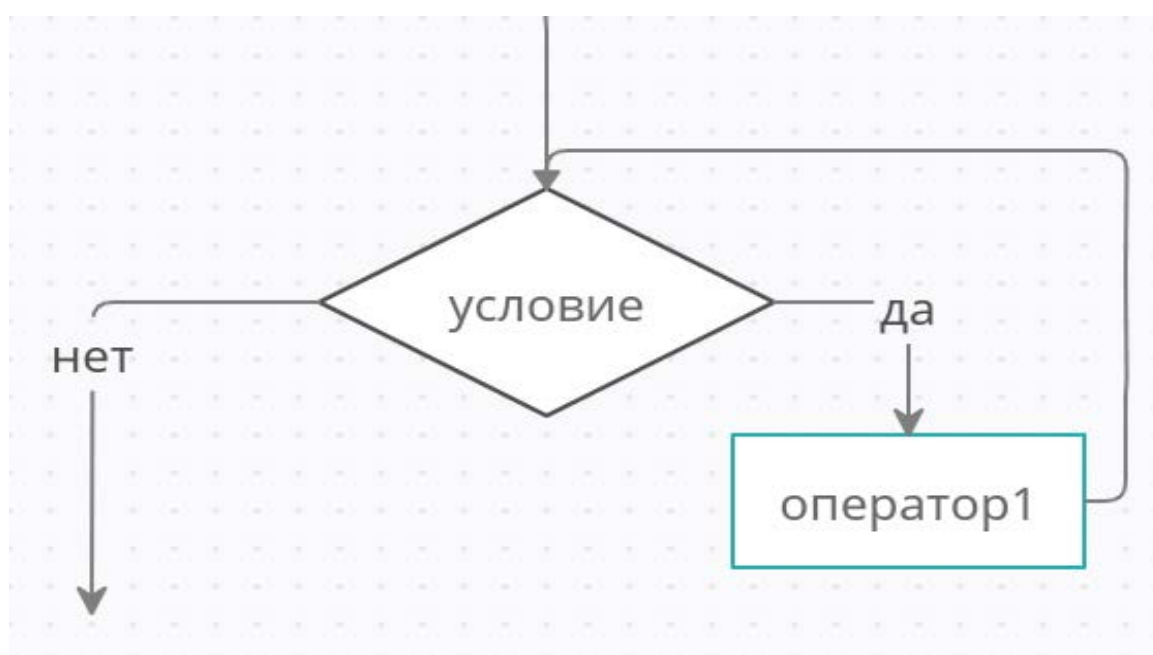 условие
да
нет
оператор1